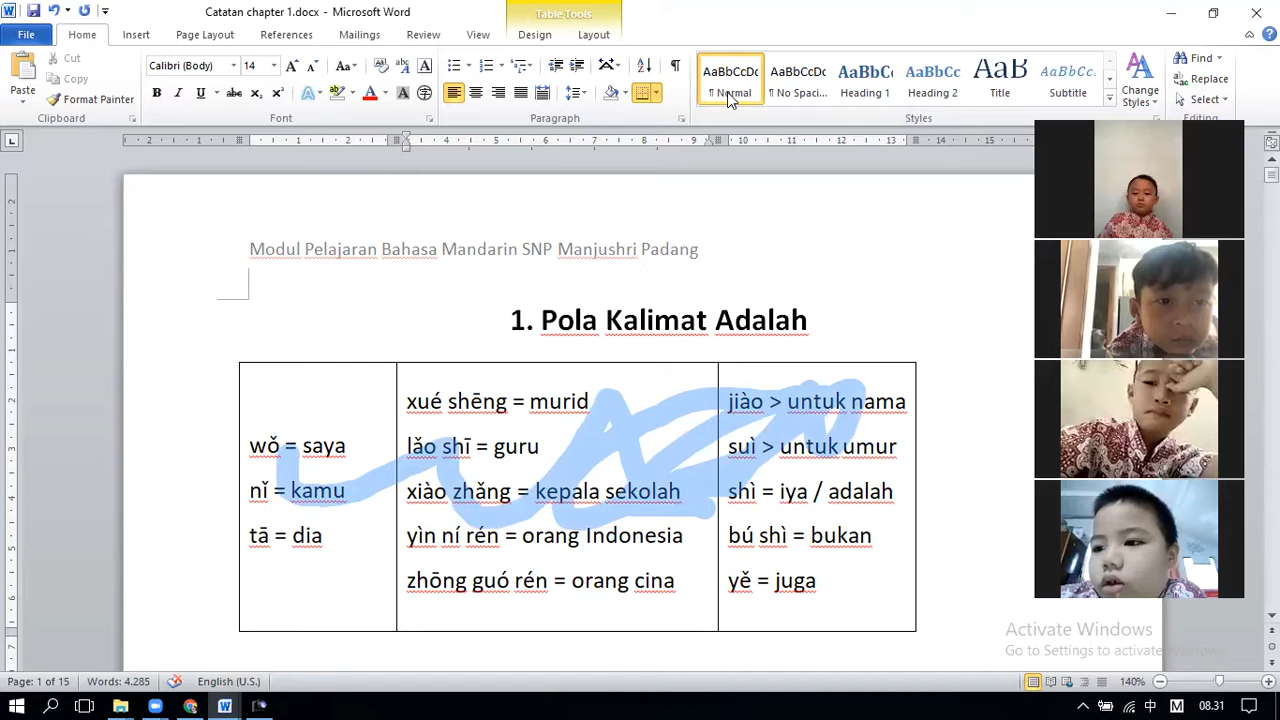 Catatan chapter 1.docx - Microsoft Word
Table Tools
File Home Insert Page Layout References Mailings Review View Design Layout
Paste
Cut
Copy
Format Painter
Clipboard
Calibri (Body) 14
B I U abc x₂ x²
Font
Paragraph
AaBbCcDc AaBbCcDc AaBbCc AaBbCc AaB AaBbCcDc
¶ Normal ¶ No Spaci... Heading 1 Heading 2 Title Subtitle
Change Styles
Styles
Find
Replace
Select
Editing
Modul Pelajaran Bahasa Mandarin SNP Manjushri Padang
1. Pola Kalimat Adalah
wǒ = saya
nǐ = kamu
tā = dia
xué shēng = murid
lǎo shī = guru
xiào zhǎng = kepala sekolah
yìn ní rén = orang Indonesia
zhōng guó rén = orang cina
jiào > untuk nama
suì > untuk umur
shì = iya / adalah
bú shì = bukan
yě = juga
Activate Windows
Go to Settings to activate Windows.
Page: 1 of 15 Words: 4.285 English (U.S.) 140%
中 M 08.31